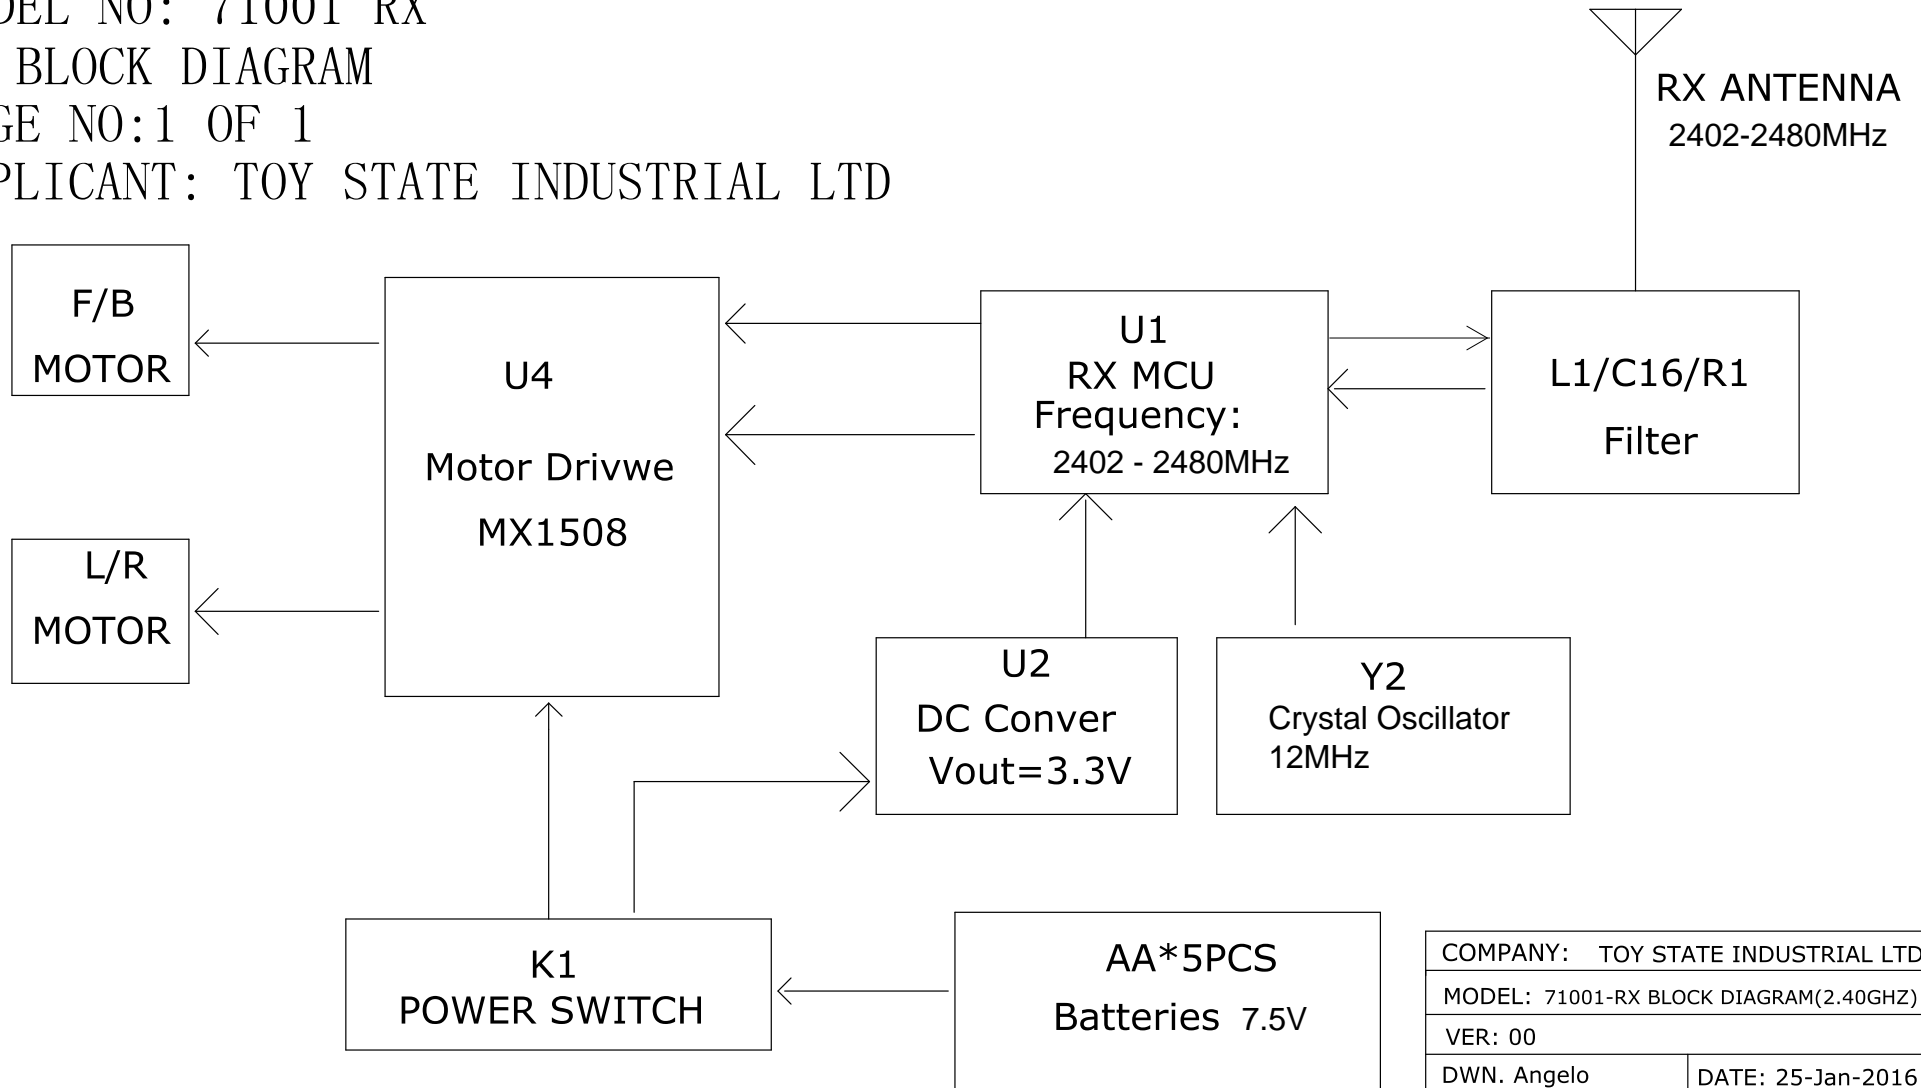 DEL NO: 71001 RX
BLOCK DIAGRAM
GE NO:1 OF 1
PLICANT: TOY STATE INDUSTRIAL LTD
RX ANTENNA
2402-2480MHz
F/B
MOTOR
U4
Motor Drivwe
MX1508
U1
RX MCU
Frequency:
2402 - 2480MHz
L1/C16/R1
Filter
L/R
MOTOR
U2
DC Conver
Vout=3.3V
Y2
Crystal Oscillator
12MHz
K1
POWER SWITCH
AA*5PCS
Batteries 7.5V
COMPANY: TOY STATE INDUSTRIAL LTD
MODEL: 71001-RX BLOCK DIAGRAM(2.40GHZ)
VER: 00
DWN. Angelo
DATE: 25-Jan-2016